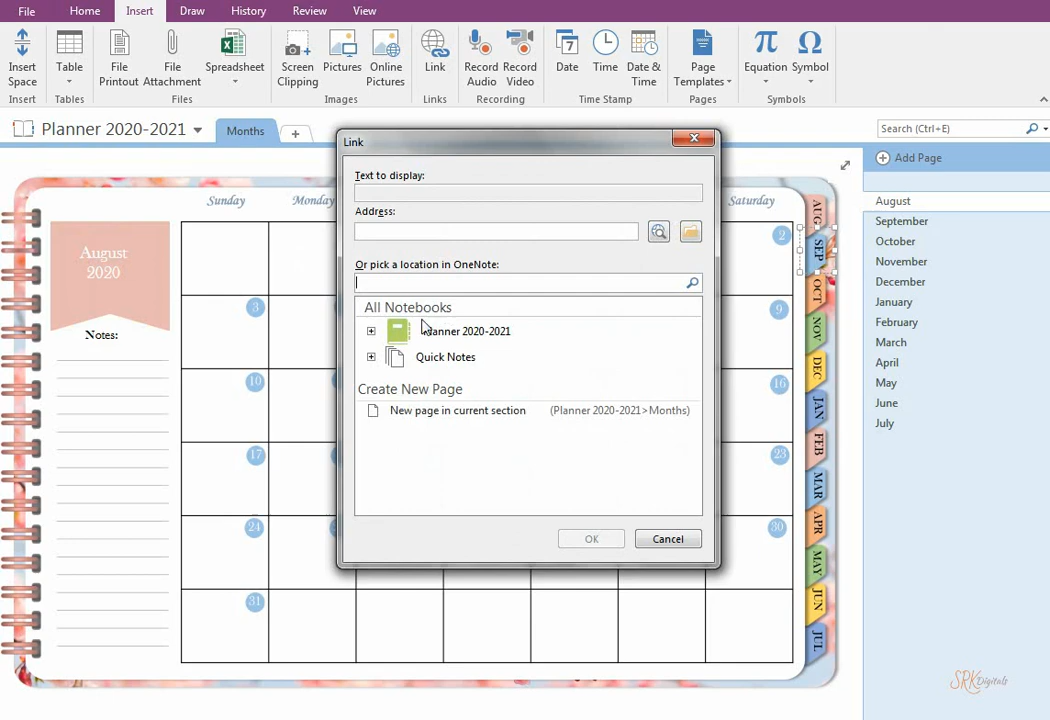 File Insert Draw History Review View
Home
Insert Space
Table
File Printout
File Attachment
Spreadsheet
Screen Clipping
Pictures
Online Pictures
Link
Record Audio
Record Video
Date
Time
Date & Time
Page Templates
Equation
Symbol
Insert
Tables
Files
Images
Links
Recording
Time Stamp
Pages
Symbols
Planner 2020-2021
Months
Search (Ctrl+E)
Add Page
August
September
October
November
December
January
February
March
April
May
June
July
Link
Text to display:
Address:
Or pick a location in OneNote:
All Notebooks
Planner 2020-2021
Quick Notes
Create New Page
New page in current section (Planner 2020-2021>Months)
OK
Cancel
Sunday
Saturday
August
2020
Notes:
2
3
9
10
16
17
23
24
30
31
AUG
SEP
OCT
NOV
DEC
JAN
FEB
MAR
APR
MAY
JUN
JUL
SRKDigitals